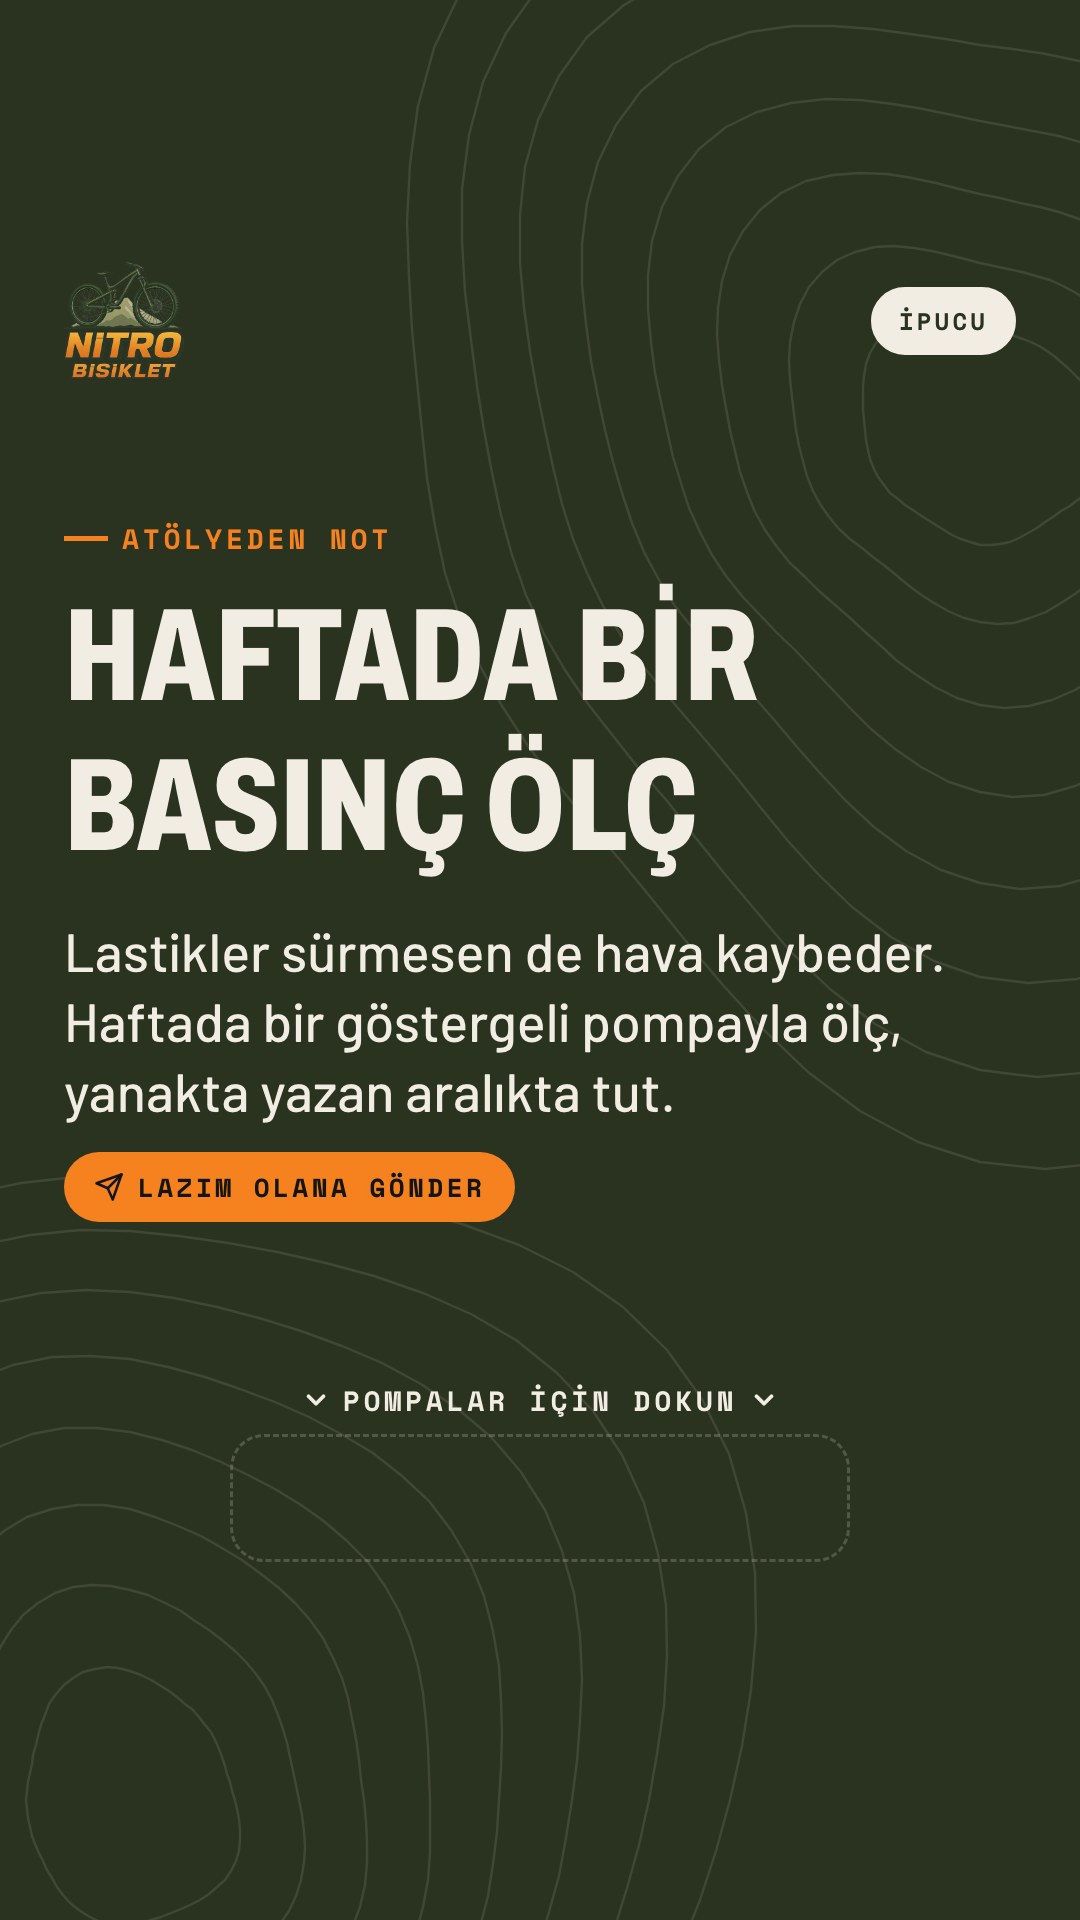 NiTRO
BiSiKLET
İPUCU
ATÖLYEDEN NOT
HAFTADA BİR
BASINÇ ÖLÇ
Lastikler sürmesen de hava kaybeder.
Haftada bir göstergeli pompayla ölç,
yanakta yazan aralıkta tut.
LAZIM OLANA GÖNDER
POMPALAR İÇİN DOKUN